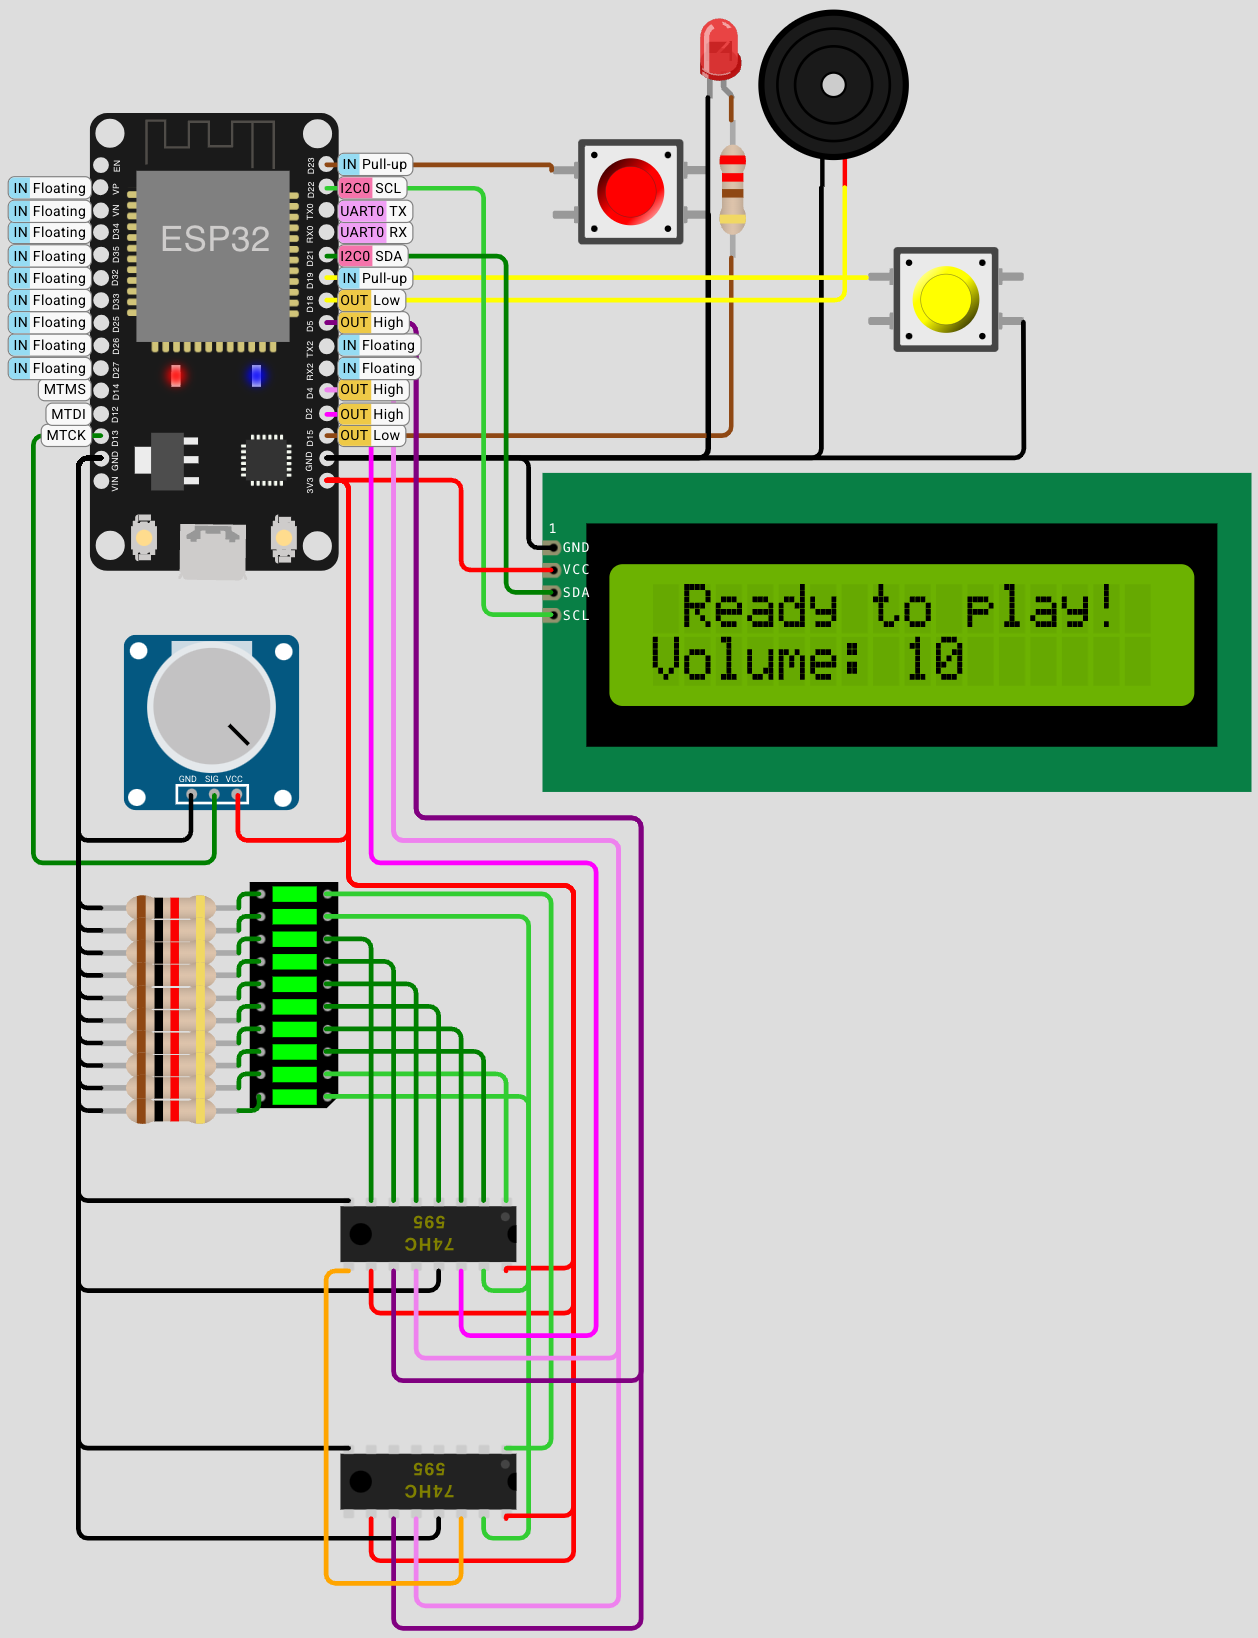 EN
VP
VN
D34
D35
D32
D33
D25
D26
D27
D14
D12
D13
GND
VIN
IN Floating
IN Floating
IN Floating
IN Floating
IN Floating
IN Floating
IN Floating
IN Floating
IN Floating
MTMS
MTDI
MTCK
ESP32
D23
D22
TX0
RX0
D21
D19
D18
D5
TX2
RX2
D4
D2
D15
GND
3V3
IN Pull-up
I2C0 SCL
UART0 TX
UART0 RX
I2C0 SDA
IN Pull-up
OUT Low
OUT High
IN Floating
IN Floating
OUT High
OUT High
OUT Low
1
GND
VCC
SDA
SCL
Ready to play!
Volume: 10
GND SIG VCC
74HC
595
74HC
595